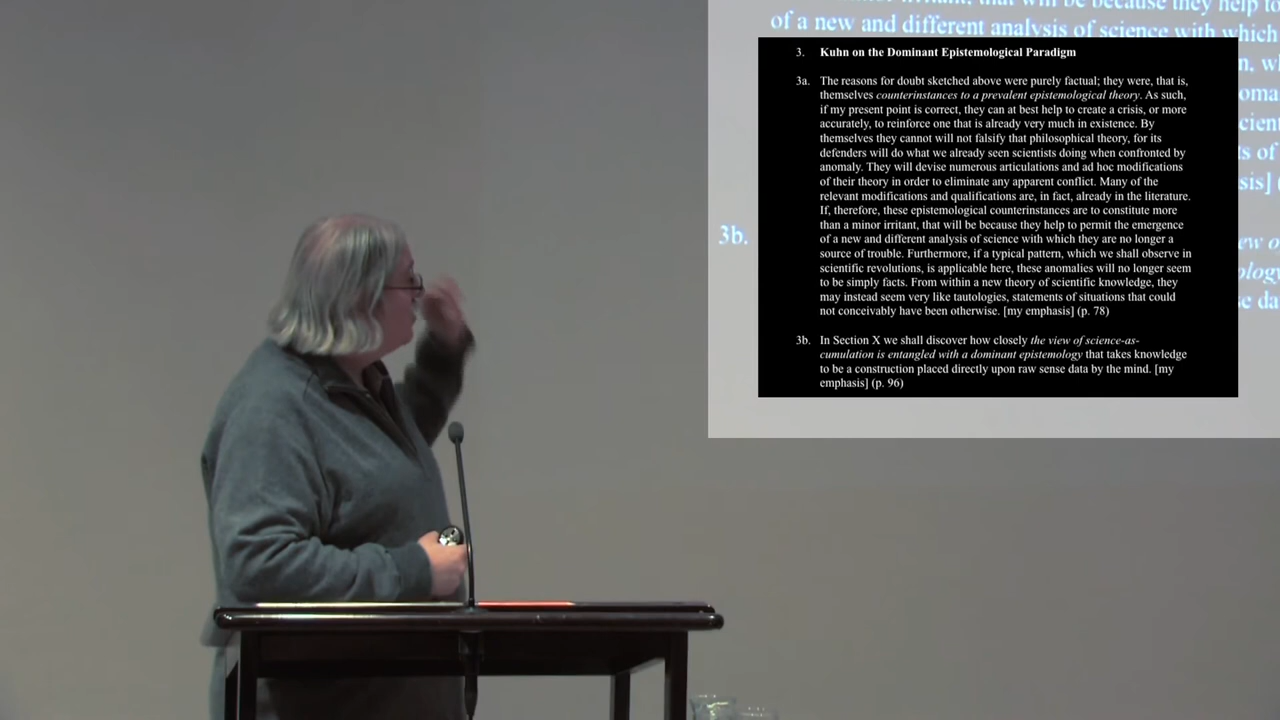 minor irritant, that will be because they help to
of a new and different analysis of science with which
3. Kuhn on the Dominant Epistemological Paradigm
3a. The reasons for doubt sketched above were purely factual; they were, that is,
themselves counterinstances to a prevalent epistemological theory. As such,
if my present point is correct, they can at best help to create a crisis, or more
accurately, to reinforce one that is already very much in existence. By
themselves they cannot will not falsify that philosophical theory, for its
defenders will do what we already seen scientists doing when confronted by
anomaly. They will devise numerous articulations and ad hoc modifications
of their theory in order to eliminate any apparent conflict. Many of the
relevant modifications and qualifications are, in fact, already in the literature.
If, therefore, these epistemological counterinstances are to constitute more
than a minor irritant, that will be because they help to permit the emergence
of a new and different analysis of science with which they are no longer a
source of trouble. Furthermore, if a typical pattern, which we shall observe in
scientific revolutions, is applicable here, these anomalies will no longer seem
to be simply facts. From within a new theory of scientific knowledge, they
may instead seem very like tautologies, statements of situations that could
not conceivably have been otherwise. [my emphasis] (p. 78)
3b. In Section X we shall discover how closely the view of science-as-
cumulation is entangled with a dominant epistemology that takes knowledge
to be a construction placed directly upon raw sense data by the mind. [my
emphasis] (p. 96)
3b.